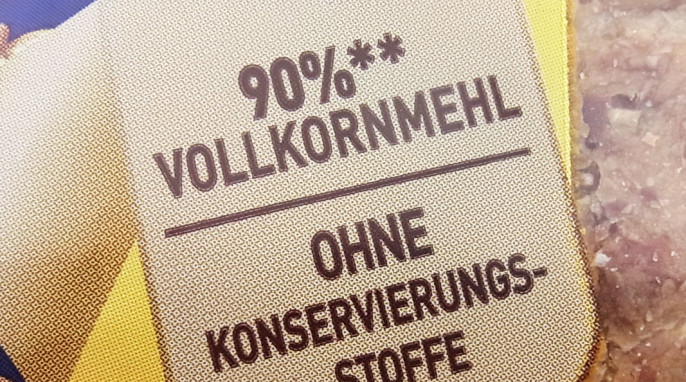 90%**
VOLLKORNMEHL
OHNE
KONSERVIERUNGS-
STOFFE